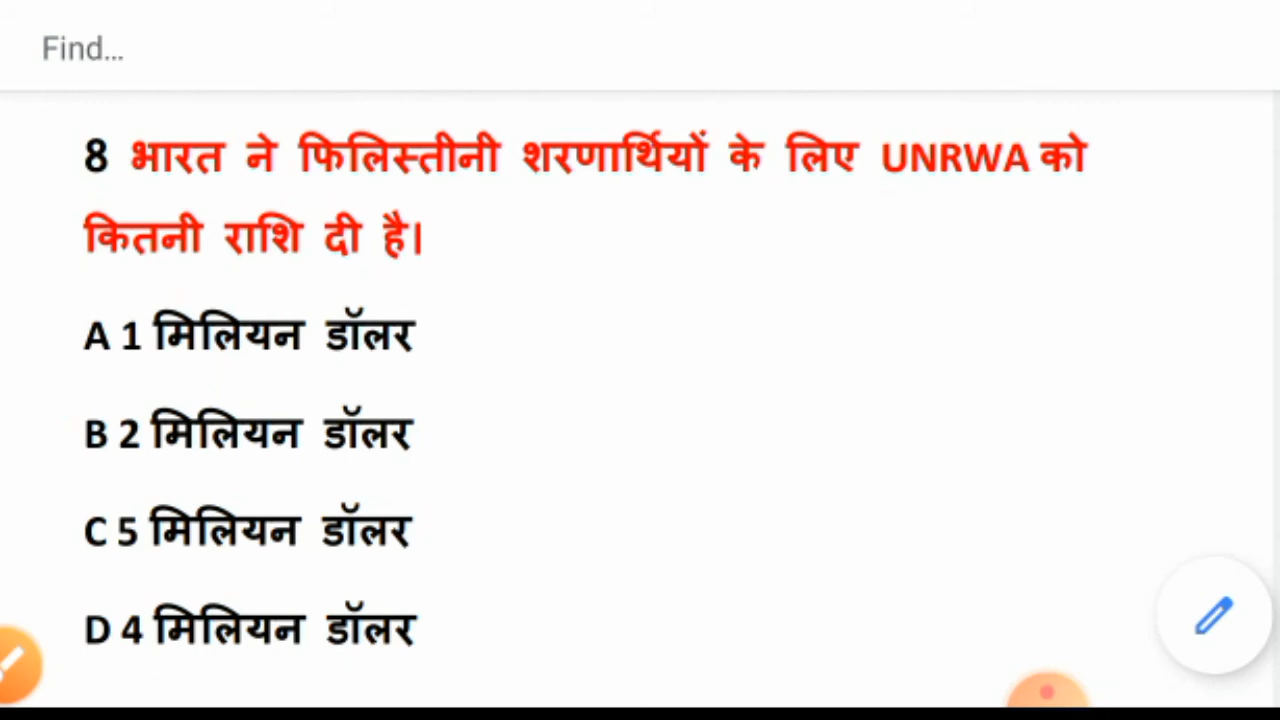 Find...
8 भारत ने फिलिस्तीनी शरणार्थियों के लिए UNRWA को
कितनी राशि दी है।
A 1 मिलियन डॉलर
B 2 मिलियन डॉलर
C 5 मिलियन डॉलर
D 4 मिलियन डॉलर